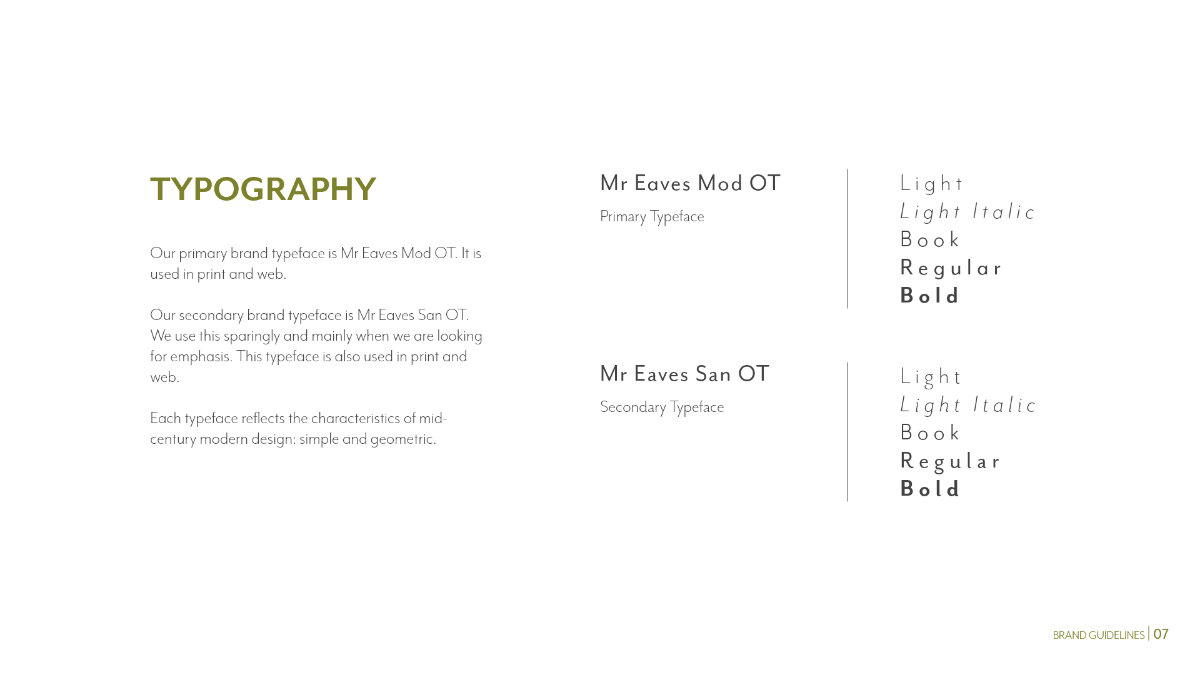 TYPOGRAPHY
Our primary brand typeface is Mr Eaves Mod OT. It is
used in print and web.
Our secondary brand typeface is Mr Eaves San OT.
We use this sparingly and mainly when we are looking
for emphasis. This typeface is also used in print and
web.
Each typeface reflects the characteristics of mid-
century modern design: simple and geometric.
Mr Eaves Mod OT
Primary Typeface
Light
Light Italic
Book
Regular
Bold
Mr Eaves San OT
Secondary Typeface
Light
Light Italic
Book
Regular
Bold
BRAND GUIDELINES | 07